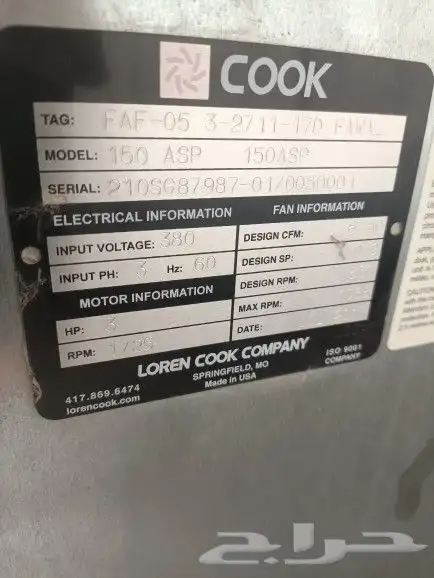 COOK
TAG: FAF-05 3-2711-170
MODEL: 150 ASP 150ASP
SERIAL: 210SG87987-01/0050001
ELECTRICAL INFORMATION
INPUT VOLTAGE: 380
INPUT PH: 3 Hz: 60
MOTOR INFORMATION
HP: 3
RPM: 1725
FAN INFORMATION
DESIGN CFM:
DESIGN SP:
DESIGN RPM:
MAX RPM:
DATE:
417.869.6474
lorencook.com
LOREN COOK COMPANY
SPRINGFIELD, MO
Made in USA
ISO 9001
COMPANY
حراج